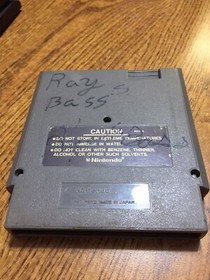 Ray's
Bass
CAUTION
•DO NOT STORE IN EXTREME TEMPERATURES.
•DO NOT IMMERSE IN WATER.
•DO NOT CLEAN WITH BENZENE, THINNER,
ALCOHOL OR OTHER SUCH SOLVENTS.
Nintendo
MADE IN JAPAN